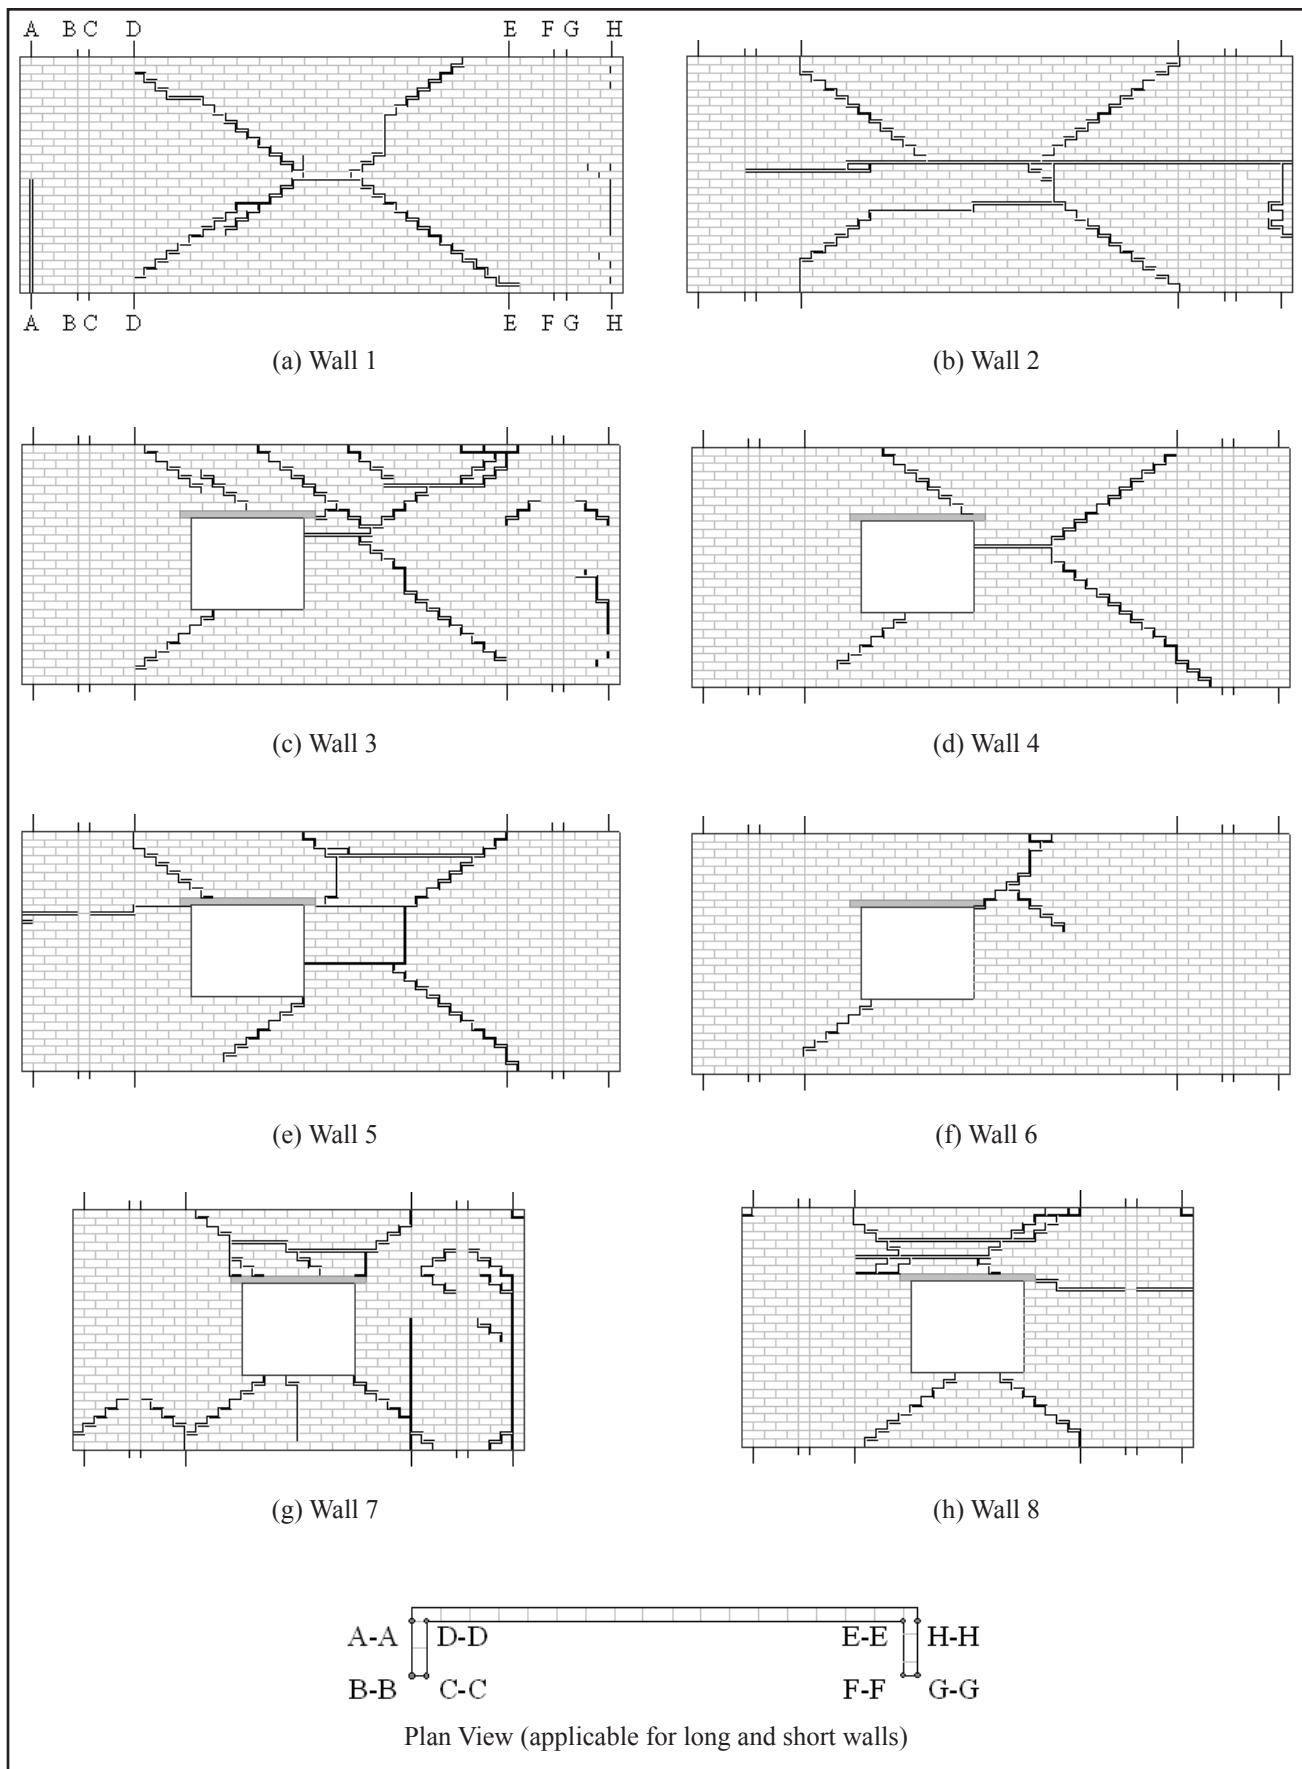 A B C D E F G H
A B C D E F G H
(a) Wall 1
(b) Wall 2
(c) Wall 3
(d) Wall 4
(e) Wall 5
(f) Wall 6
(g) Wall 7
(h) Wall 8
A-A D-D E-E H-H
B-B C-C F-F G-G
Plan View (applicable for long and short walls)